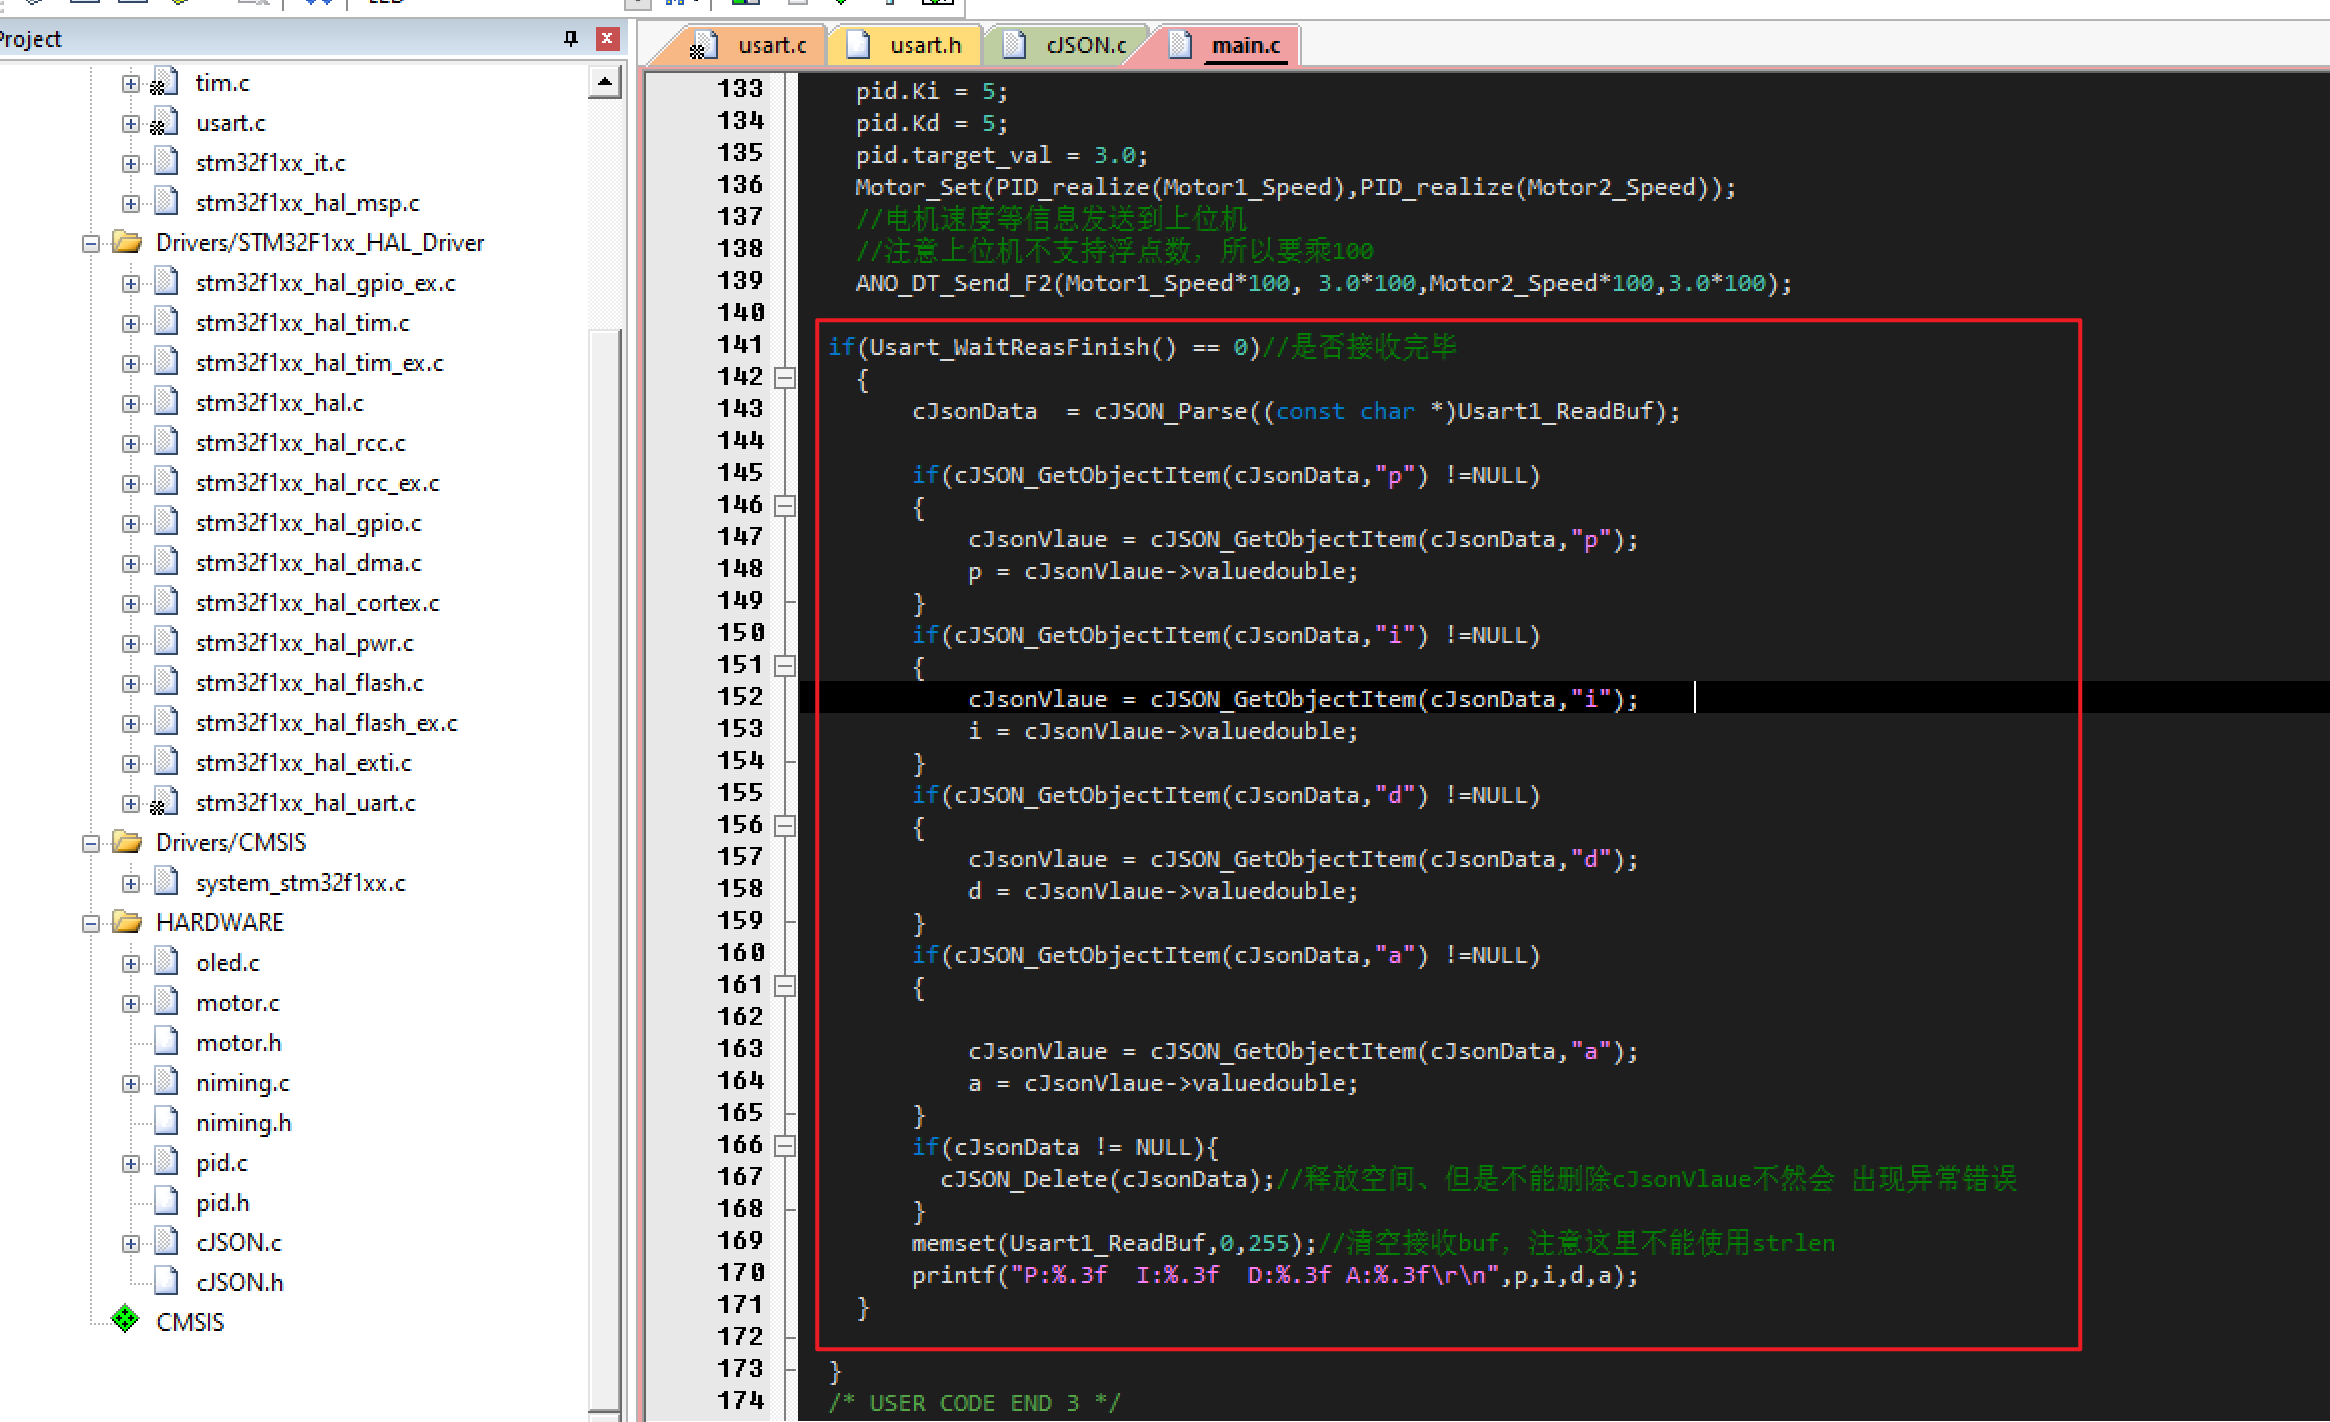 Project
tim.c
usart.c
stm32f1xx_it.c
stm32f1xx_hal_msp.c
Drivers/STM32F1xx_HAL_Driver
stm32f1xx_hal_gpio_ex.c
stm32f1xx_hal_tim.c
stm32f1xx_hal_tim_ex.c
stm32f1xx_hal.c
stm32f1xx_hal_rcc.c
stm32f1xx_hal_rcc_ex.c
stm32f1xx_hal_gpio.c
stm32f1xx_hal_dma.c
stm32f1xx_hal_cortex.c
stm32f1xx_hal_pwr.c
stm32f1xx_hal_flash.c
stm32f1xx_hal_flash_ex.c
stm32f1xx_hal_exti.c
stm32f1xx_hal_uart.c
Drivers/CMSIS
system_stm32f1xx.c
HARDWARE
oled.c
motor.c
motor.h
niming.c
niming.h
pid.c
pid.h
cJSON.c
cJSON.h
CMSIS
usart.c usart.h cJSON.c main.c
133 pid.Ki = 5;
134 pid.Kd = 5;
135 pid.target_val = 3.0;
136 Motor_Set(PID_realize(Motor1_Speed),PID_realize(Motor2_Speed));
137 //电机速度等信息发送到上位机
138 //注意上位机不支持浮点数，所以要乘100
139 ANO_DT_Send_F2(Motor1_Speed*100, 3.0*100,Motor2_Speed*100,3.0*100);
140
141 if(Usart_WaitReasFinish() == 0)//是否接收完毕
142 {
143 cJsonData  = cJSON_Parse((const char *)Usart1_ReadBuf);
144
145 if(cJSON_GetObjectItem(cJsonData,"p") !=NULL)
146 {
147 cJsonVlaue = cJSON_GetObjectItem(cJsonData,"p");
148 p = cJsonVlaue->valuedouble;
149 }
150 if(cJSON_GetObjectItem(cJsonData,"i") !=NULL)
151 {
152 cJsonVlaue = cJSON_GetObjectItem(cJsonData,"i");
153 i = cJsonVlaue->valuedouble;
154 }
155 if(cJSON_GetObjectItem(cJsonData,"d") !=NULL)
156 {
157 cJsonVlaue = cJSON_GetObjectItem(cJsonData,"d");
158 d = cJsonVlaue->valuedouble;
159 }
160 if(cJSON_GetObjectItem(cJsonData,"a") !=NULL)
161 {
162
163 cJsonVlaue = cJSON_GetObjectItem(cJsonData,"a");
164 a = cJsonVlaue->valuedouble;
165 }
166 if(cJsonData != NULL){
167 cJSON_Delete(cJsonData);//释放空间、但是不能删除cJsonVlaue不然会 出现异常错误
168 }
169 memset(Usart1_ReadBuf,0,255);//清空接收buf，注意这里不能使用strlen
170 printf("P:%.3f  I:%.3f  D:%.3f A:%.3f\r\n",p,i,d,a);
171 }
172
173 }
174 /* USER CODE END 3 */